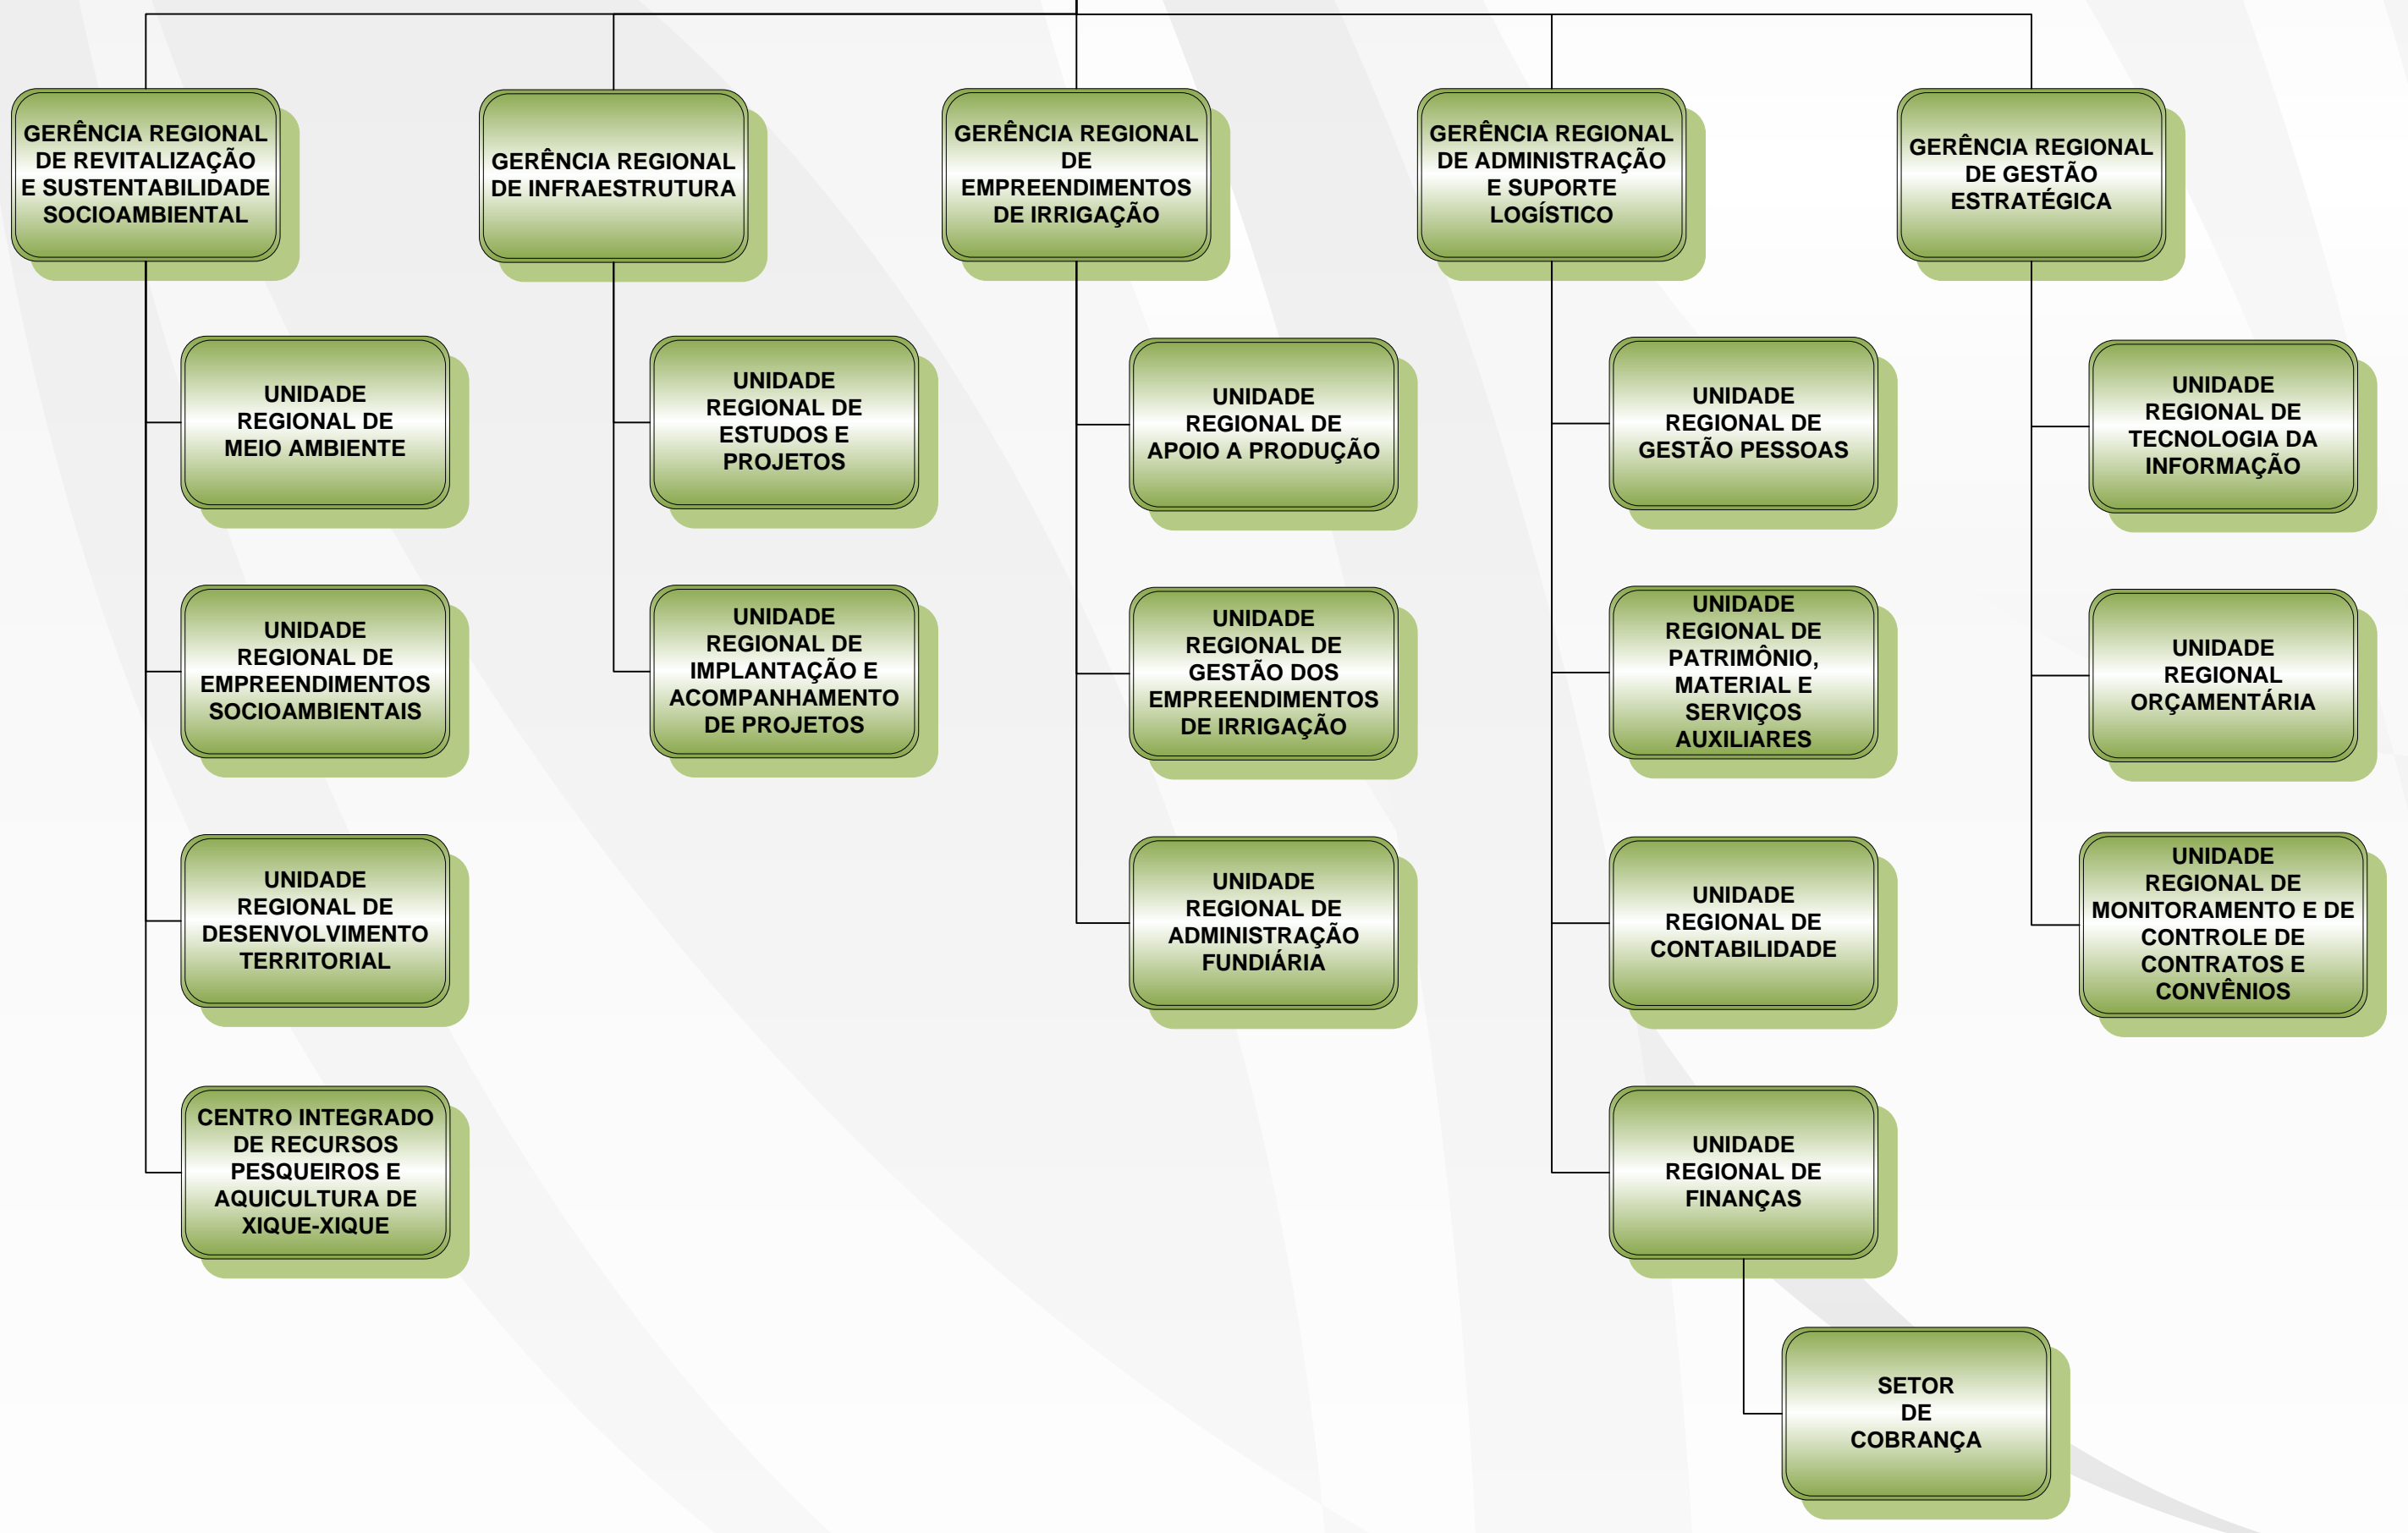 GERÊNCIA REGIONAL
DE REVITALIZAÇÃO
E SUSTENTABILIDADE
SOCIOAMBIENTAL
GERÊNCIA REGIONAL
DE INFRAESTRUTURA
GERÊNCIA REGIONAL
DE
EMPREENDIMENTOS
DE IRRIGAÇÃO
GERÊNCIA REGIONAL
DE ADMINISTRAÇÃO
E SUPORTE
LOGÍSTICO
GERÊNCIA REGIONAL
DE GESTÃO
ESTRATÉGICA
UNIDADE
REGIONAL DE
MEIO AMBIENTE
UNIDADE
REGIONAL DE
ESTUDOS E
PROJETOS
UNIDADE
REGIONAL DE
APOIO A PRODUÇÃO
UNIDADE
REGIONAL DE
GESTÃO PESSOAS
UNIDADE
REGIONAL DE
TECNOLOGIA DA
INFORMAÇÃO
UNIDADE
REGIONAL DE
EMPREENDIMENTOS
SOCIOAMBIENTAIS
UNIDADE
REGIONAL DE
IMPLANTAÇÃO E
ACOMPANHAMENTO
DE PROJETOS
UNIDADE
REGIONAL DE
GESTÃO DOS
EMPREENDIMENTOS
DE IRRIGAÇÃO
UNIDADE
REGIONAL DE
PATRIMÔNIO,
MATERIAL E
SERVIÇOS
AUXILIARES
UNIDADE
REGIONAL
ORÇAMENTÁRIA
UNIDADE
REGIONAL DE
DESENVOLVIMENTO
TERRITORIAL
UNIDADE
REGIONAL DE
ADMINISTRAÇÃO
FUNDIÁRIA
UNIDADE
REGIONAL DE
CONTABILIDADE
UNIDADE
REGIONAL DE
MONITORAMENTO E DE
CONTROLE DE
CONTRATOS E
CONVÊNIOS
CENTRO INTEGRADO
DE RECURSOS
PESQUEIROS E
AQUICULTURA DE
XIQUE-XIQUE
UNIDADE
REGIONAL DE
FINANÇAS
SETOR
DE
COBRANÇA